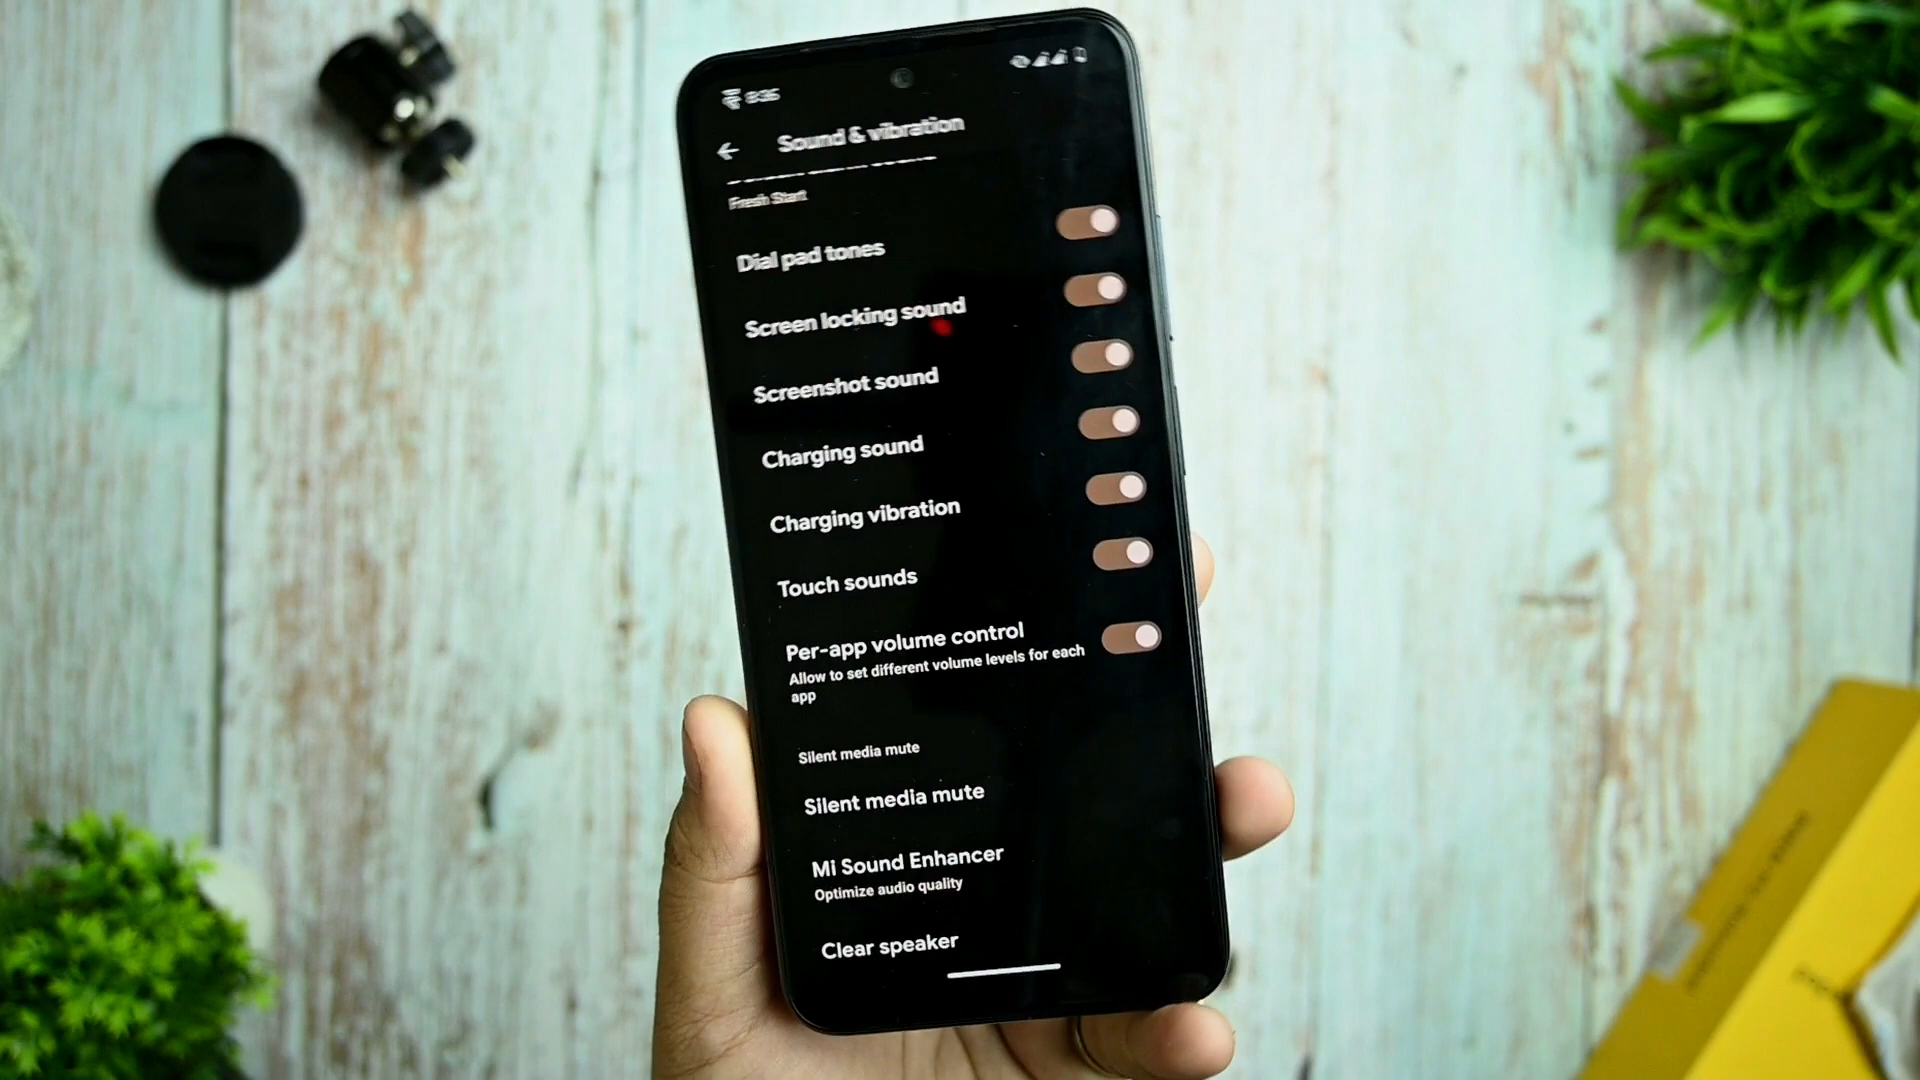 8:36
Sound & vibration
Fresh Start
Dial pad tones
Screen locking sound
Screenshot sound
Charging sound
Charging vibration
Touch sounds
Per-app volume control
Allow to set different volume levels for each
app
Silent media mute
Silent media mute
Mi Sound Enhancer
Optimize audio quality
Clear speaker